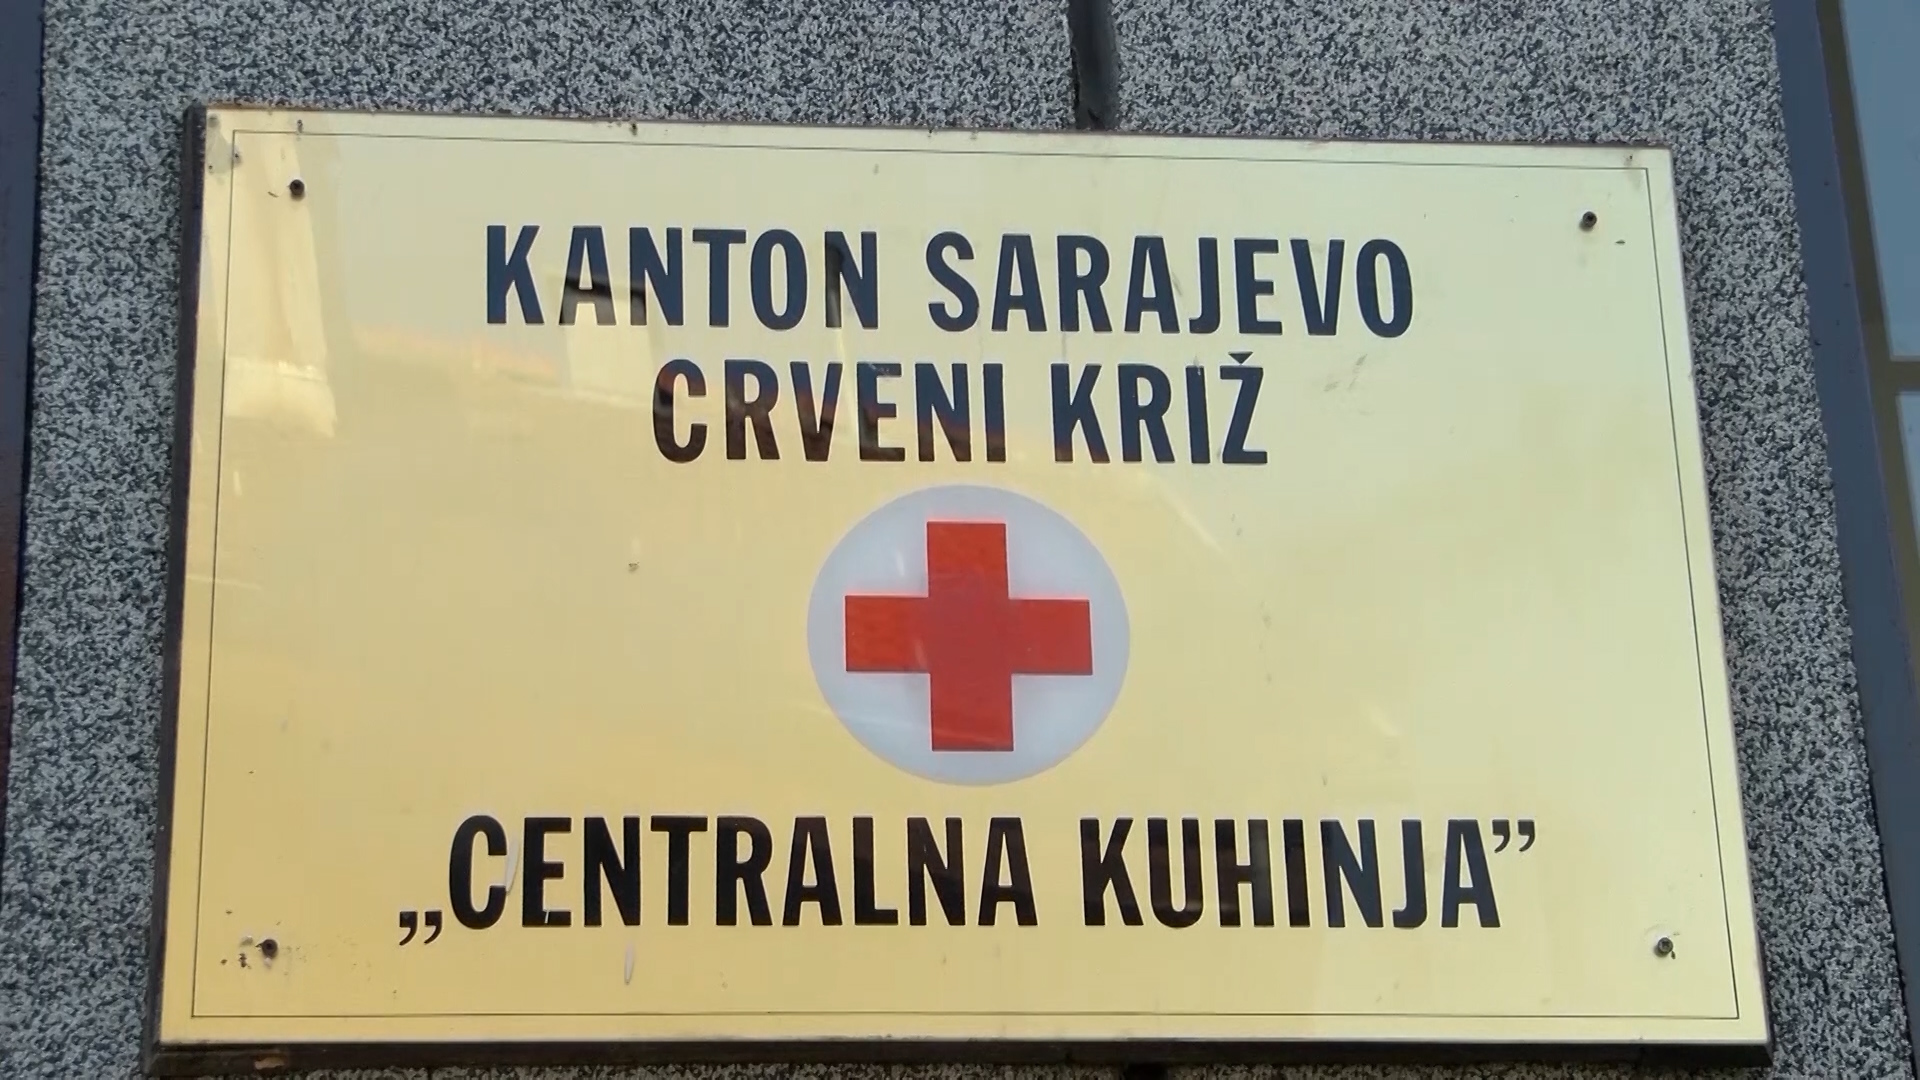 KANTON SARAJEVO
CRVENI KRIŽ
„CENTRALNA KUHINJA”